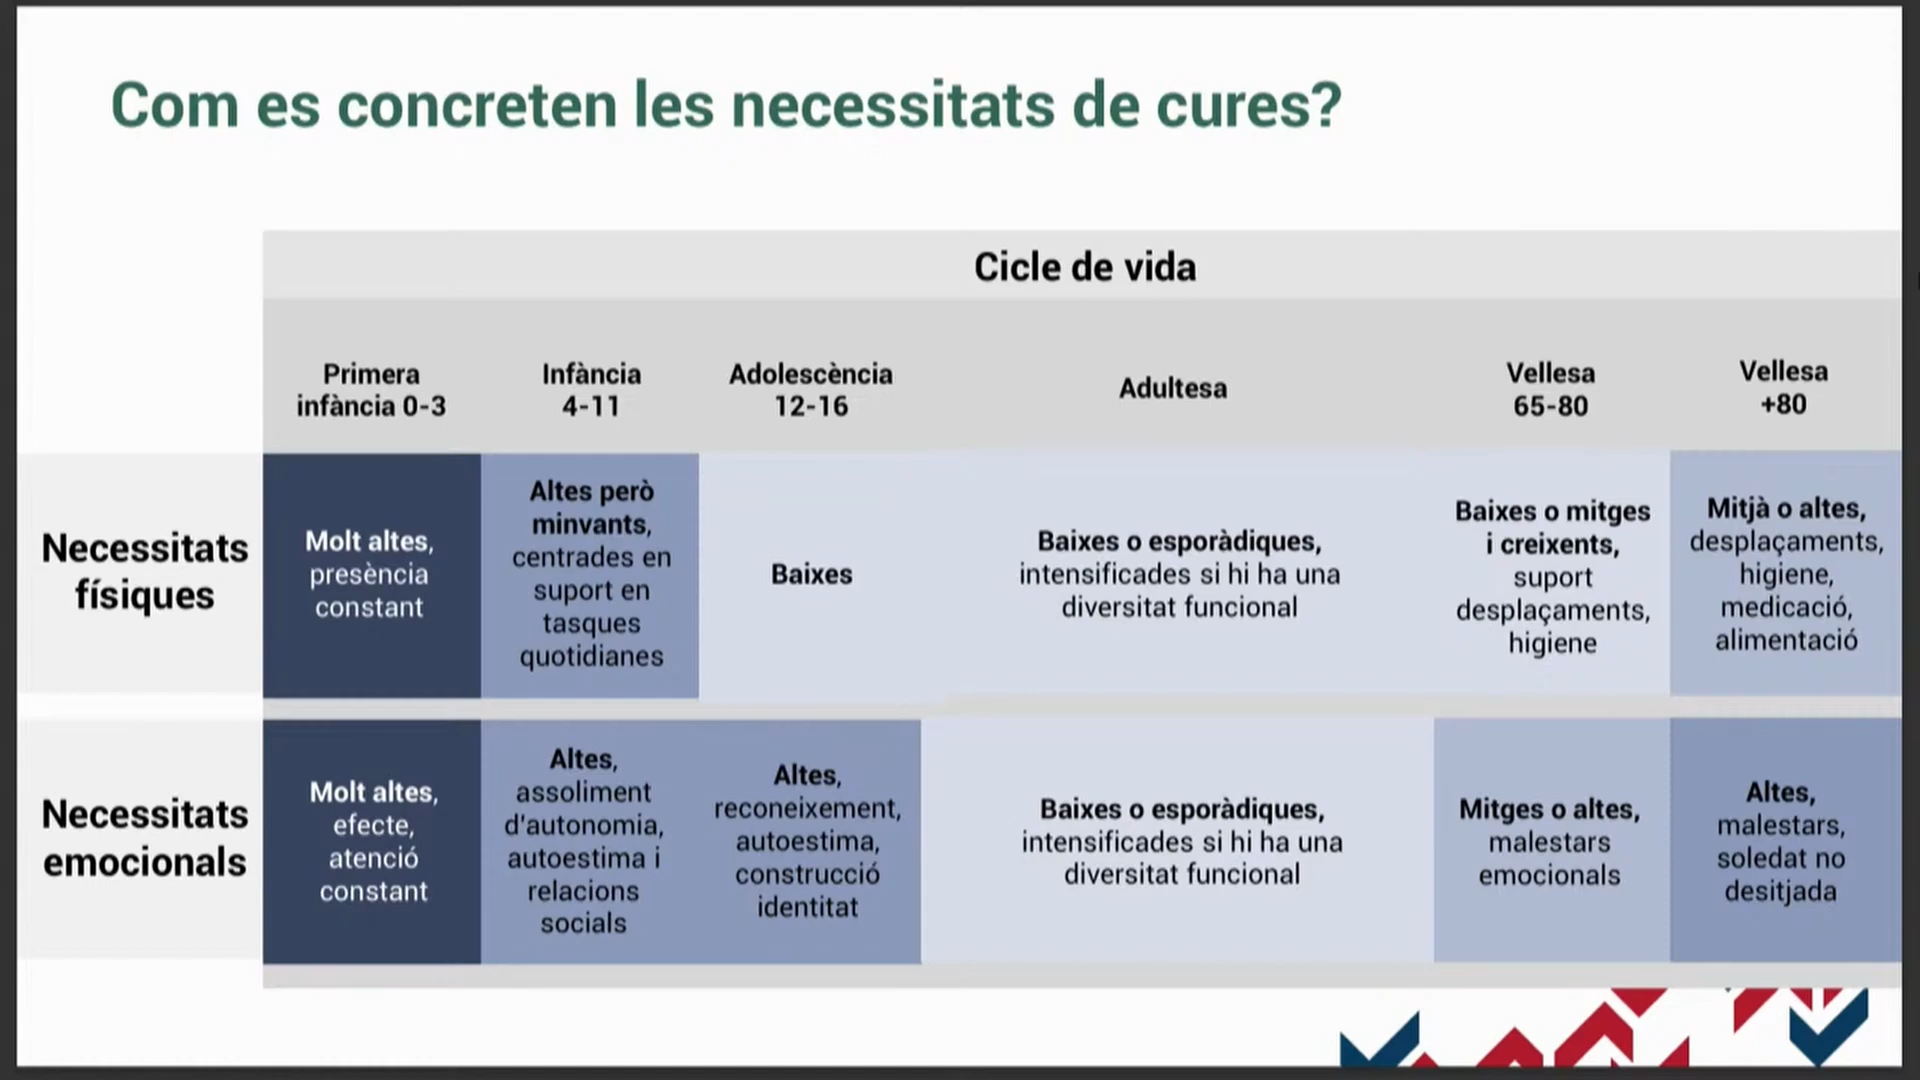 Com es concreten les necessitats de cures?
Cicle de vida
Primera
infància 0-3
Infància
4-11
Adolescència
12-16
Adultesa
Vellesa
65-80
Vellesa
+80
Necessitats
físiques
Molt altes,
presència
constant
Altes però
minvants,
centrades en
suport en
tasques
quotidianes
Baixes
Baixes o esporàdiques,
intensificades si hi ha una
diversitat funcional
Baixes o mitges
i creixents,
suport
desplaçaments,
higiene
Mitjà o altes,
desplaçaments,
higiene,
medicació,
alimentació
Necessitats
emocionals
Molt altes,
efecte,
atenció
constant
Altes,
assoliment
d'autonomia,
autoestima i
relacions
socials
Altes,
reconeixement,
autoestima,
construcció
identitat
Baixes o esporàdiques,
intensificades si hi ha una
diversitat funcional
Mitges o altes,
malestars
emocionals
Altes,
malestars,
soledat no
desitjada